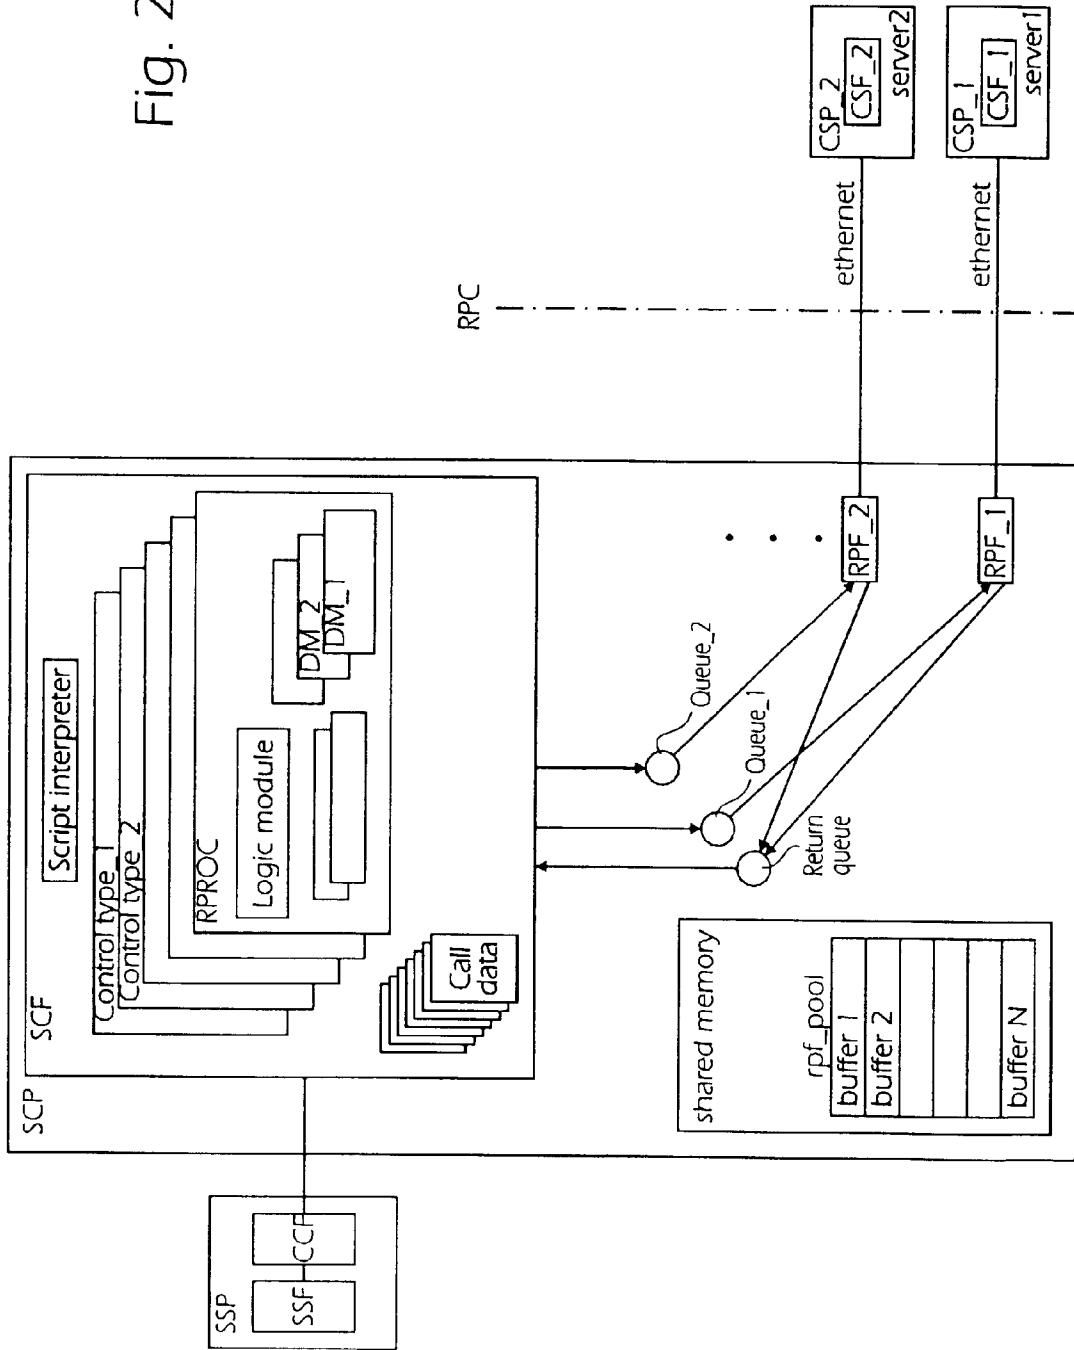 Fig. 2
SCP
SCF
Script interpreter
Control type_1
Control type_2
RPROC
Logic module
DM_2
DM_1
Call
data
SSP
SSF
CCF
Queue_2
Queue_1
Return
queue
shared memory
rpf_pool
buffer 1
buffer 2
buffer N
RPF_2
RPF_1
RPC
ethernet
ethernet
CSP_2
CSF_2
server2
CSP_1
CSF_1
server1